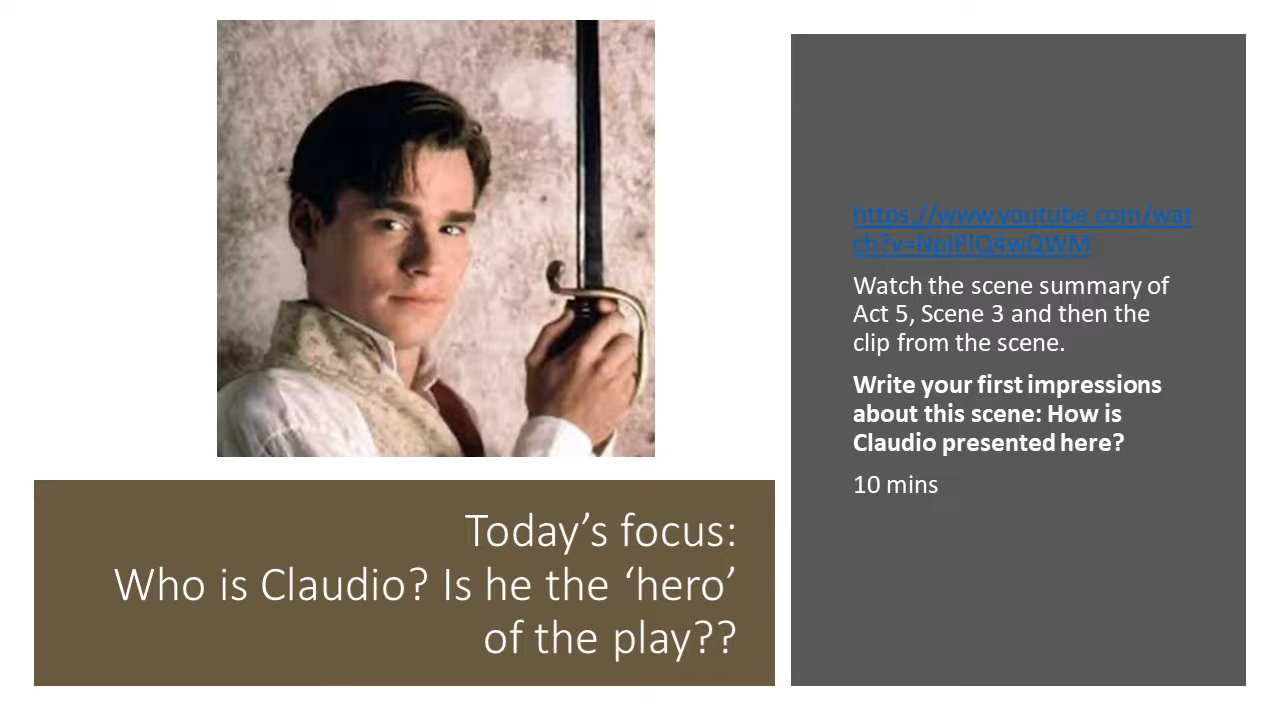 Today’s focus:
Who is Claudio? Is he the ‘hero’
of the play??
https://www.youtube.com/wat
Watch the scene summary of
Act 5, Scene 3 and then the
clip from the scene.
Write your first impressions
about this scene: How is
Claudio presented here?
10 mins